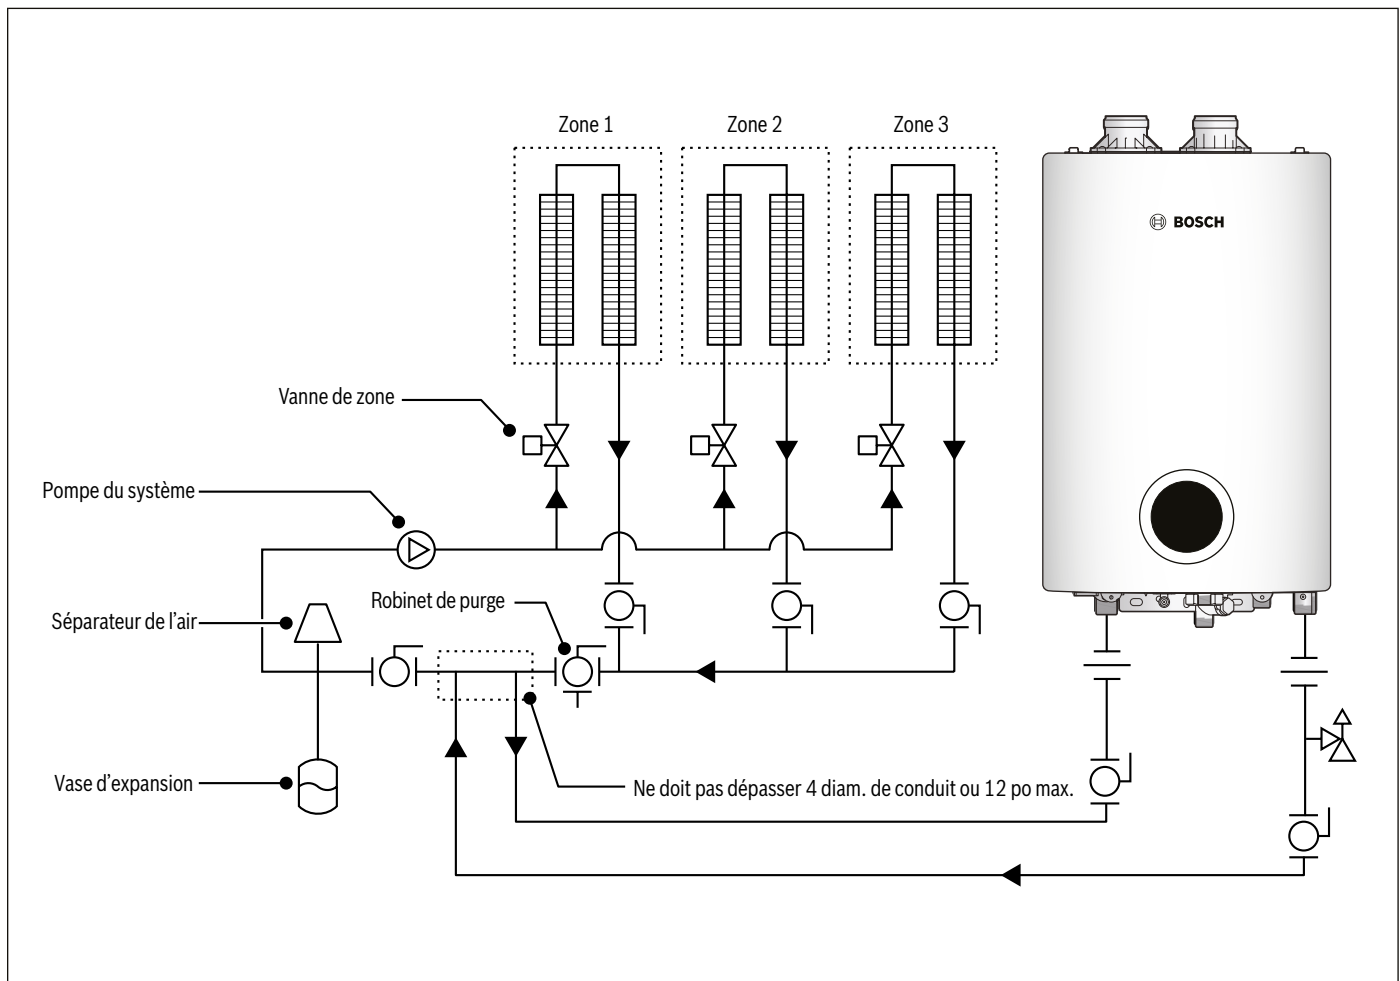 Zone 1
Zone 2
Zone 3
BOSCH
Vanne de zone
Pompe du système
Robinet de purge
Séparateur de l'air
Vase d'expansion
Ne doit pas dépasser 4 diam. de conduit ou 12 po max.